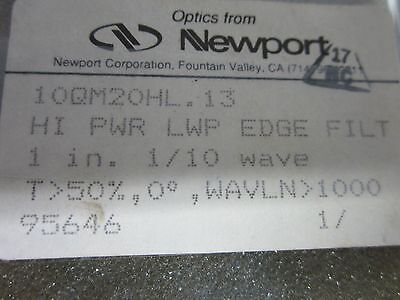 Optics from
Newport
Newport Corporation, Fountain Valley, CA (714)
17
10QM20HL.13
HI PWR LWP EDGE FILT
1 in. 1/10 wave
T>50%,0°,WAVLN>1000
95646 1/